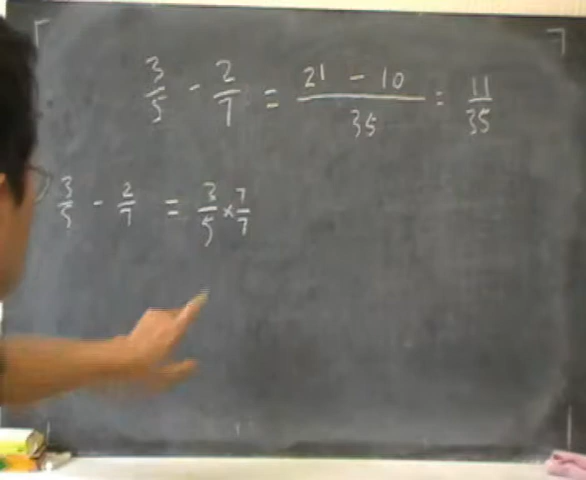 3/5 - 2/7 = (21 - 10)/35 = 11/35
3/5 - 2/7 = 3/5 × 7/7